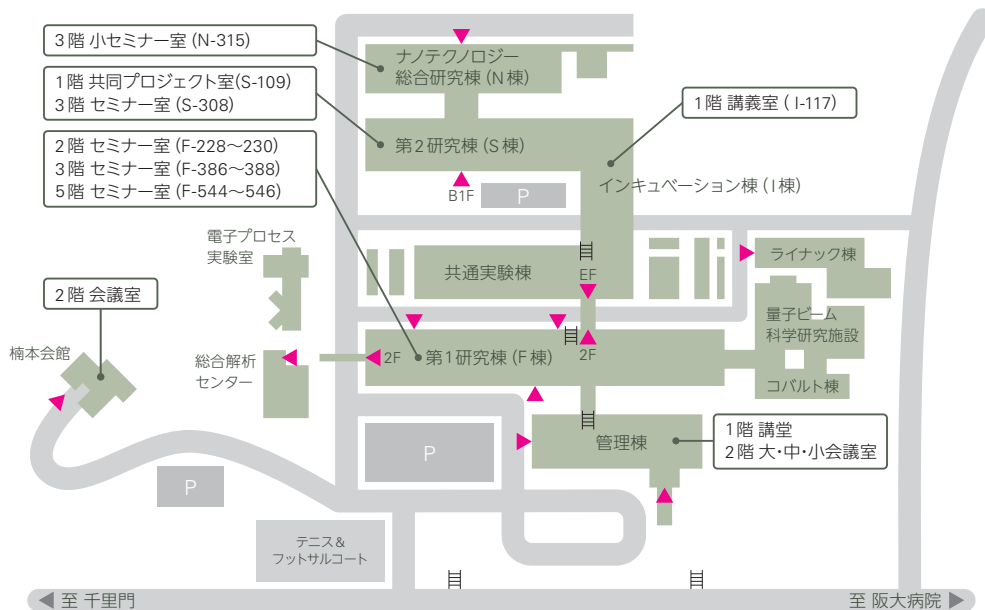 3階 小セミナー室 (N-315)
1階 共同プロジェクト室(S-109)
3階 セミナー室 (S-308)
2階 セミナー室 (F-228〜230)
3階 セミナー室 (F-386〜388)
5階 セミナー室 (F-544〜546)
ナノテクノロジー
総合研究棟(N棟)
1階 講義室 ( I-117)
第2研究棟(S棟)
インキュベーション棟(I棟)
B1F
P
電子プロセス
実験室
共通実験棟
EF
ライナック棟
2階 会議室
量子ビーム
科学研究施設
楠本会館
総合解析
センター
2F
第1研究棟(F棟)
2F
コバルト棟
管理棟
1階 講堂
2階 大・中・小会議室
P
P
テニス&
フットサルコート
至 千里門
至 阪大病院